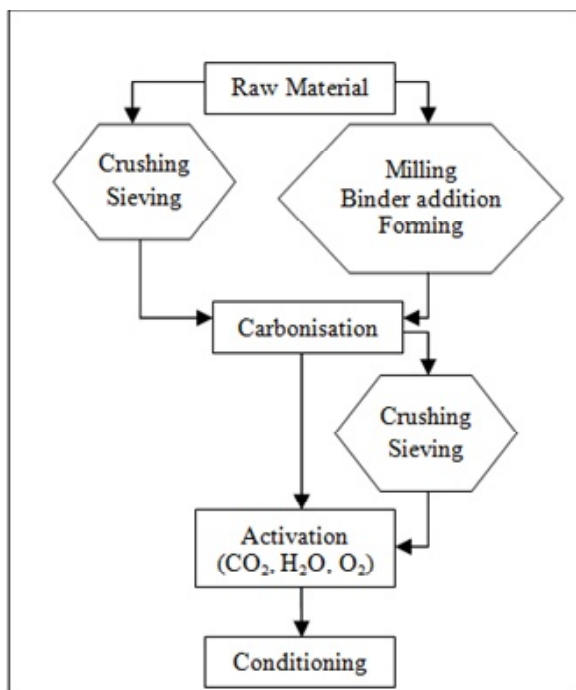 Raw Material
Crushing
Sieving
Milling
Binder addition
Forming
Carbonisation
Crushing
Sieving
Activation
(CO₂, H₂O, O₂)
Conditioning